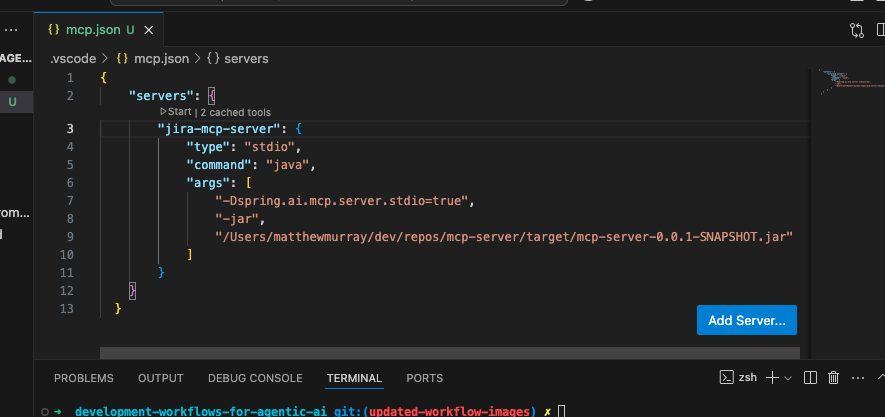 {} mcp.json U ×
AGE...
U
.vscode > {} mcp.json > {} servers
1 {
2 "servers": {
Start | 2 cached tools
3 "jira-mcp-server": {
4 "type": "stdio",
5 "command": "java",
6 "args": [
7 "-Dspring.ai.mcp.server.stdio=true",
8 "-jar",
9 "/Users/matthewmurray/dev/repos/mcp-server/target/mcp-server-0.0.1-SNAPSHOT.jar"
10 ]
11 }
12 }
13 }
rom...
Add Server...
PROBLEMS OUTPUT DEBUG CONSOLE TERMINAL PORTS
zsh
development-workflows-for-agentic-ai git:(updated-workflow-images) ✗